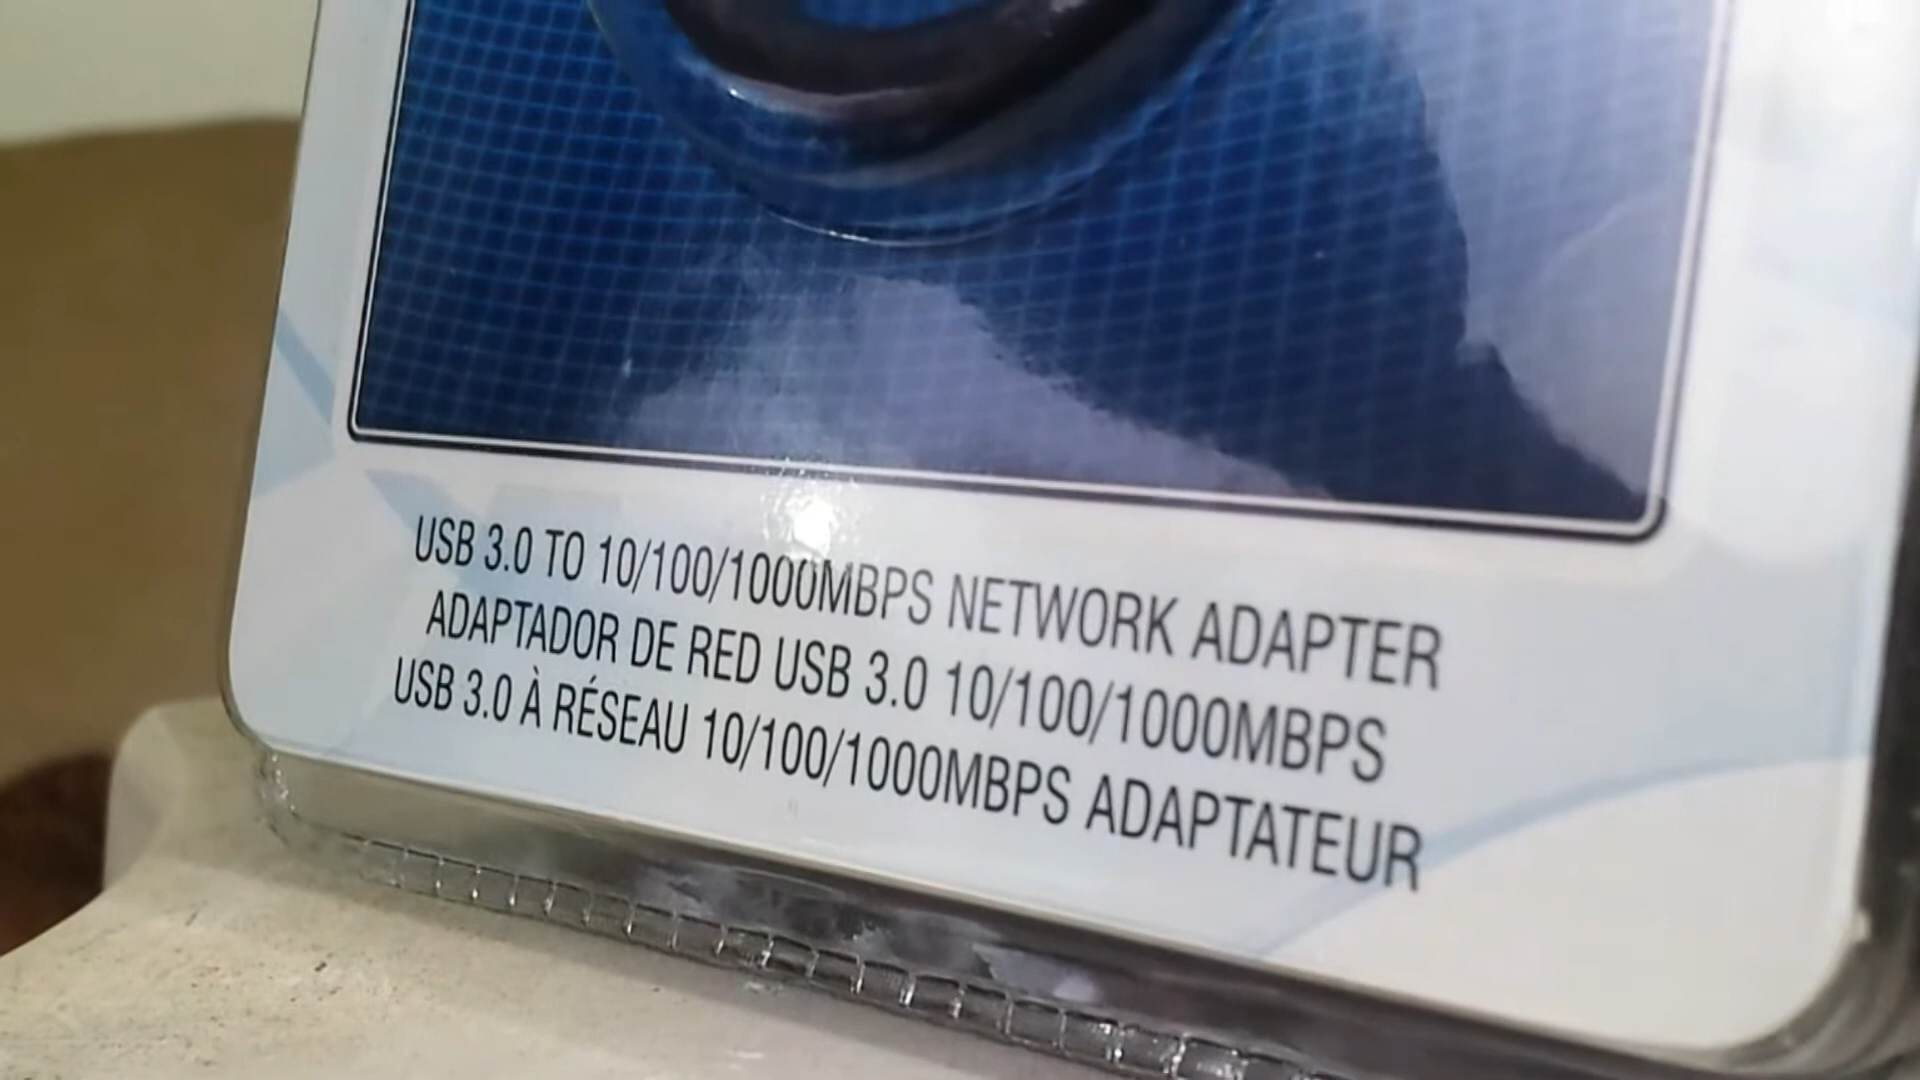 USB 3.0 TO 10/100/1000MBPS NETWORK ADAPTER
ADAPTADOR DE RED USB 3.0 10/100/1000MBPS
USB 3.0 À RÉSEAU 10/100/1000MBPS ADAPTATEUR